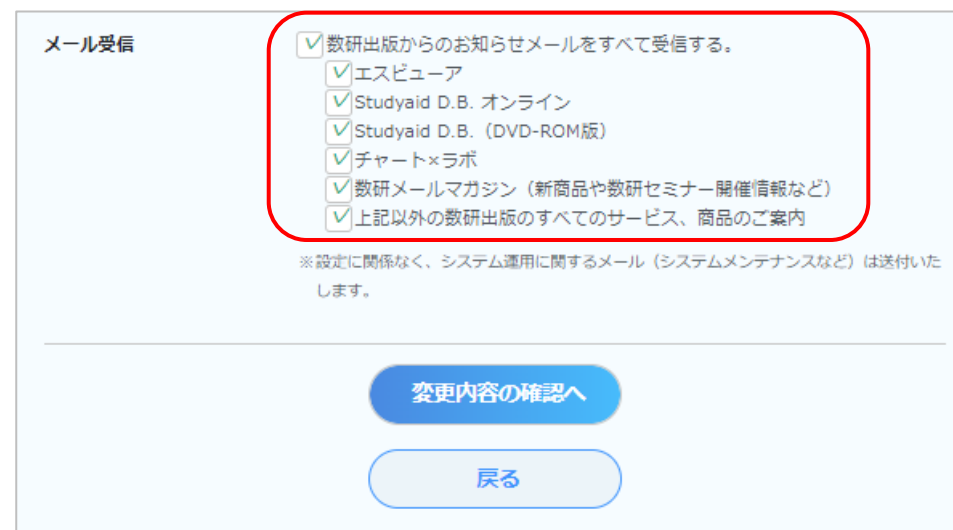 メール受信
数研出版からのお知らせメールをすべて受信する。
エスビューア
Studyaid D.B. オンライン
Studyaid D.B.（DVD-ROM版）
チャート×ラボ
数研メールマガジン（新商品や数研セミナー開催情報など）
上記以外の数研出版のすべてのサービス、商品のご案内
※設定に関係なく、システム運用に関するメール（システムメンテナンスなど）は送付いた
します。
変更内容の確認へ
戻る